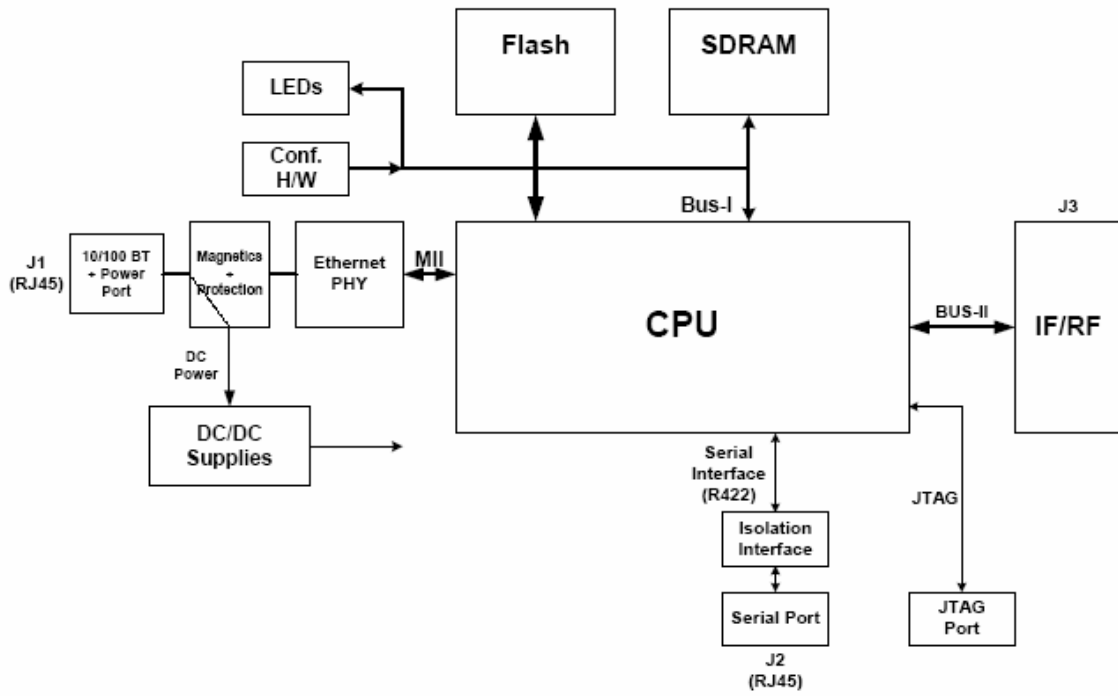 Flash
SDRAM
LEDs
Conf.
H/W
Bus-I
J3
J1
(RJ45)
10/100 BT
+ Power
Port
Magnetics
+
Protection
Ethernet
PHY
MII
CPU
BUS-II
IF/RF
DC
Power
DC/DC
Supplies
Serial
Interface
(R422)
JTAG
Isolation
Interface
Serial Port
JTAG
Port
J2
(RJ45)